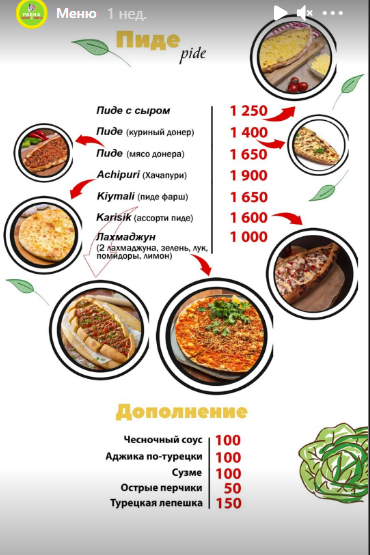 Меню 1 нед.
Пиде
pide
Пиде с сыром 1 250
Пиде (куриный донер) 1 400
Пиде (мясо донера) 1 650
Achipuri (Хачапури) 1 900
Kiymali (пиде фарш) 1 650
Karisik (ассорти пиде) 1 600
Лахмаджун 1 000
(2 лахмаджуна, зелень, лук,
помидоры, лимон)
Дополнение
Чесночный соус 100
Аджика по-турецки 100
Сузме 100
Острые перчики 50
Турецкая лепешка 150